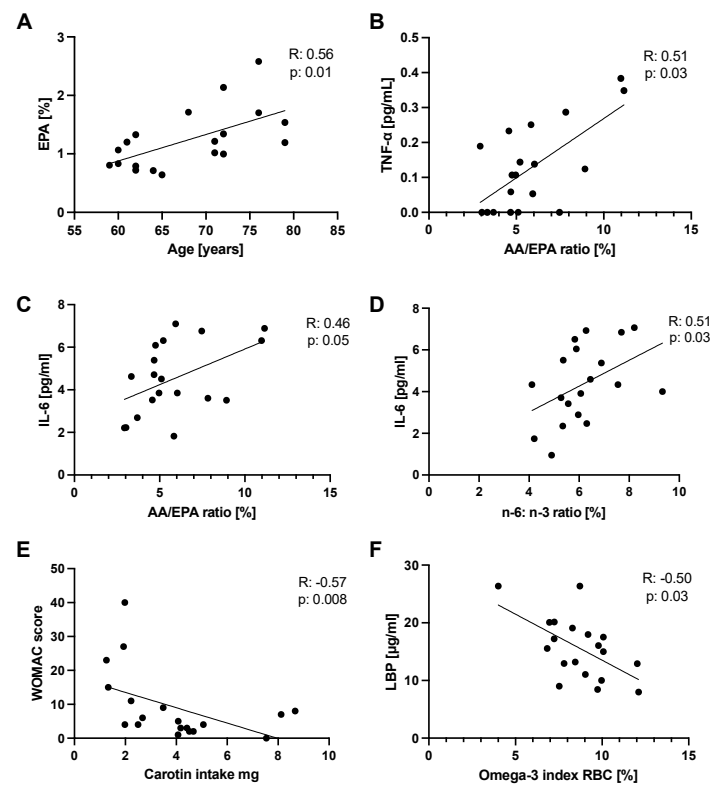 A
EPA [%]
3
2
1
0
R: 0.56
p: 0.01
55 60 65 70 75 80 85
Age [years]
B
TNF-α [pg/mL]
0.5
0.4
0.3
0.2
0.1
0.0
R: 0.51
p: 0.03
0 5 10 15
AA/EPA ratio [%]
C
IL-6 [pg/ml]
8
6
4
2
0
R: 0.46
p: 0.05
0 5 10 15
AA/EPA ratio [%]
D
IL-6 [pg/ml]
8
6
4
2
0
R: 0.51
p: 0.03
0 2 4 6 8 10
n-6: n-3 ratio [%]
E
WOMAC score
50
40
30
20
10
0
R: -0.57
p: 0.008
0 2 4 6 8 10
Carotin intake mg
F
LBP [µg/ml]
30
20
10
0
R: -0.50
p: 0.03
0 5 10 15
Omega-3 index RBC [%]